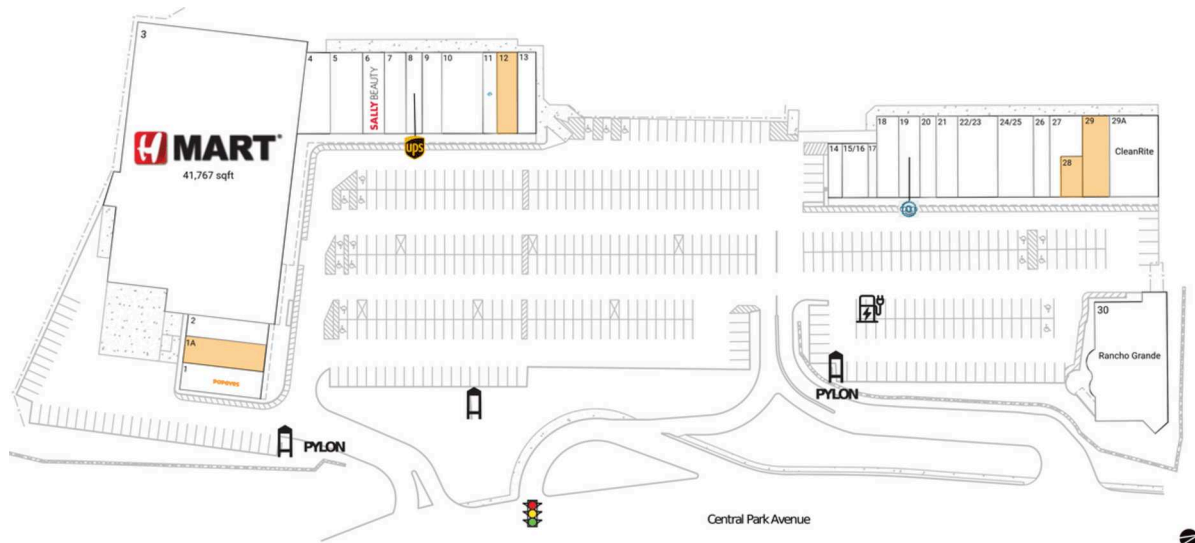 3
H MART
41,767 sqft
4
5
6
7
8
9
10
11
12
13
SALLY BEAUTY
ups
14
15/16
17
18
19
20
21
22/23
24/25
26
27
28
29
29A
CleanRite
2
1A
1
POPEYES
30
Rancho Grande
PYLON
PYLON
Central Park Avenue